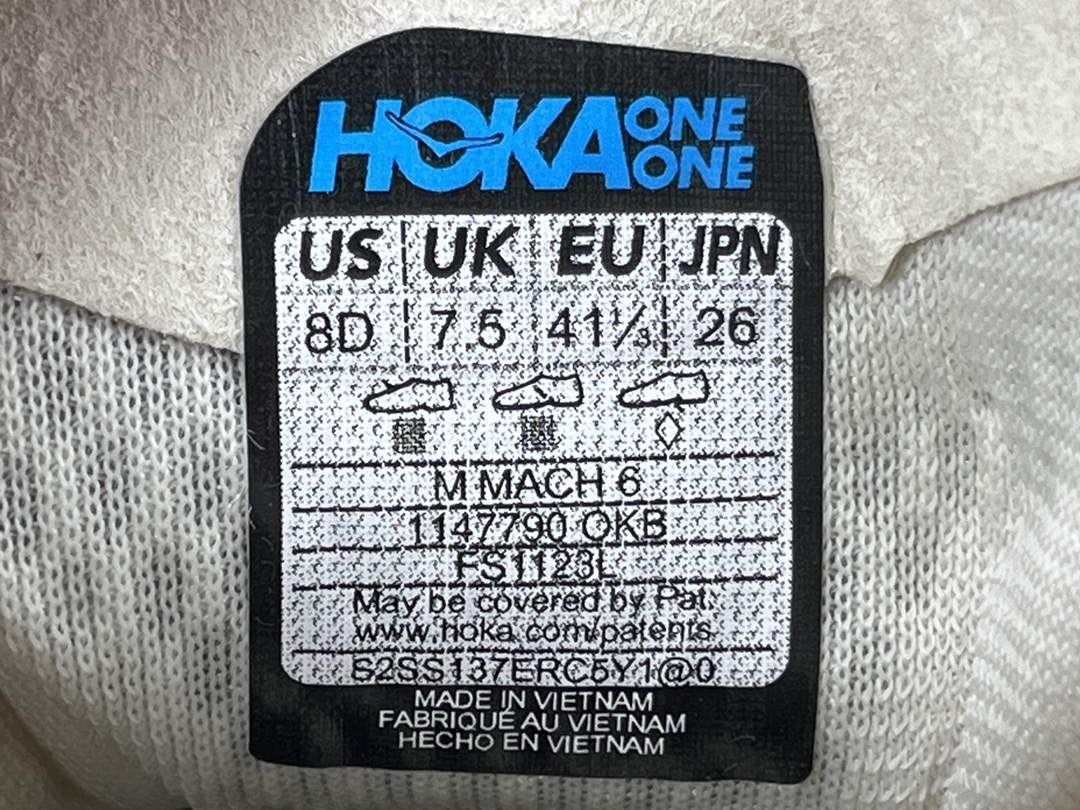 HOKA ONE ONE
US UK EU JPN
8D 7.5 41⅓ 26
M MACH 6
1147790 OKB
FS1123L
May be covered by Pat.
www.hoka.com/patents
S2SS137ERC5Y1@0
MADE IN VIETNAM
FABRIQUÉ AU VIETNAM
HECHO EN VIETNAM